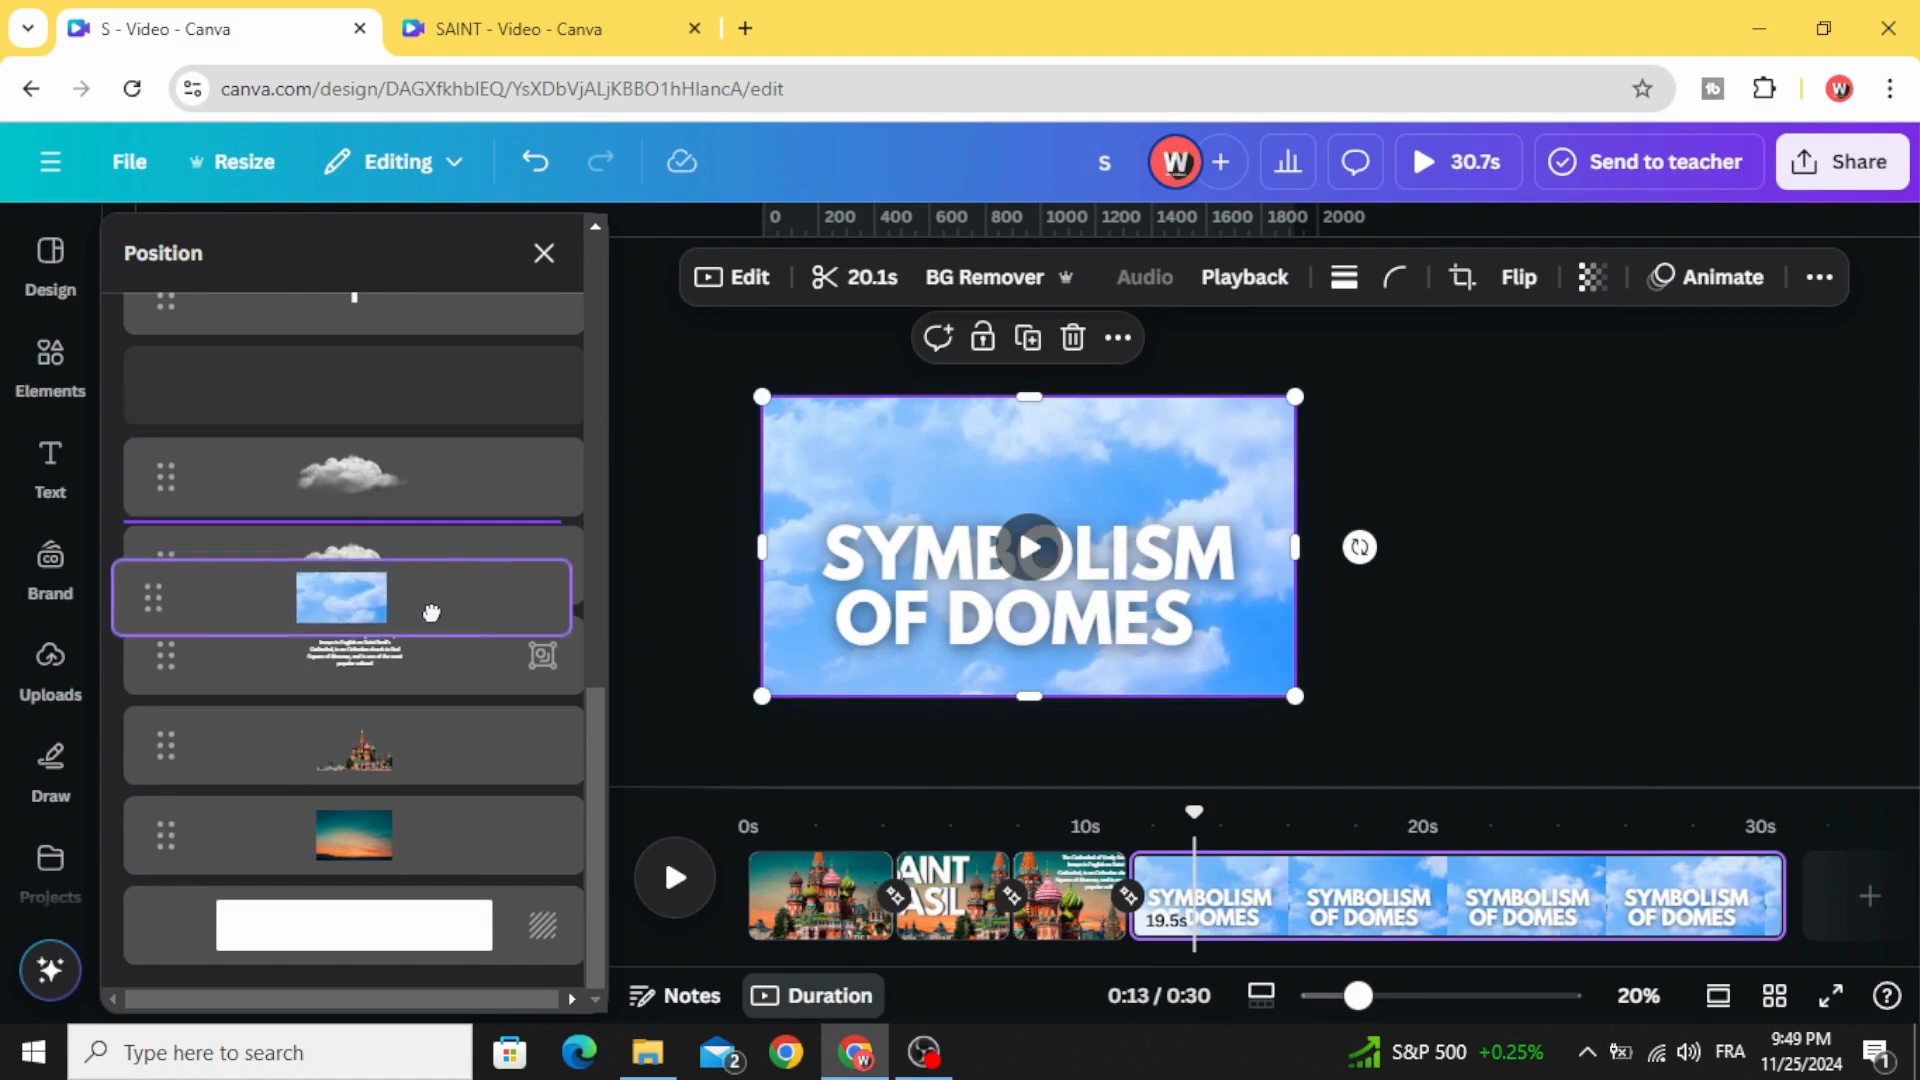 S - Video - Canva
SAINT - Video - Canva
canva.com/design/DAGXfkhbIEQ/YsXDbVjALjKBBO1hHlancA/edit
File
Resize
Editing
S
W
30.7s
Send to teacher
Share
0 200 400 600 800 1000 1200 1400 1600 1800 2000
Position
Edit
20.1s
BG Remover
Audio
Playback
Flip
Animate
Design
Elements
Text
Brand
Uploads
Draw
Projects
SYMBOLISM
OF DOMES
0s 10s 20s 30s
AINT
ASIL
SYMBOLISM
OF DOMES
SYMBOLISM
OF DOMES
SYMBOLISM
OF DOMES
SYMBOLISM
OF DOMES
19.5s
Notes
Duration
0:13 / 0:30
20%
Type here to search
2
S&P 500 +0.25%
FRA
9:49 PM
11/25/2024
1